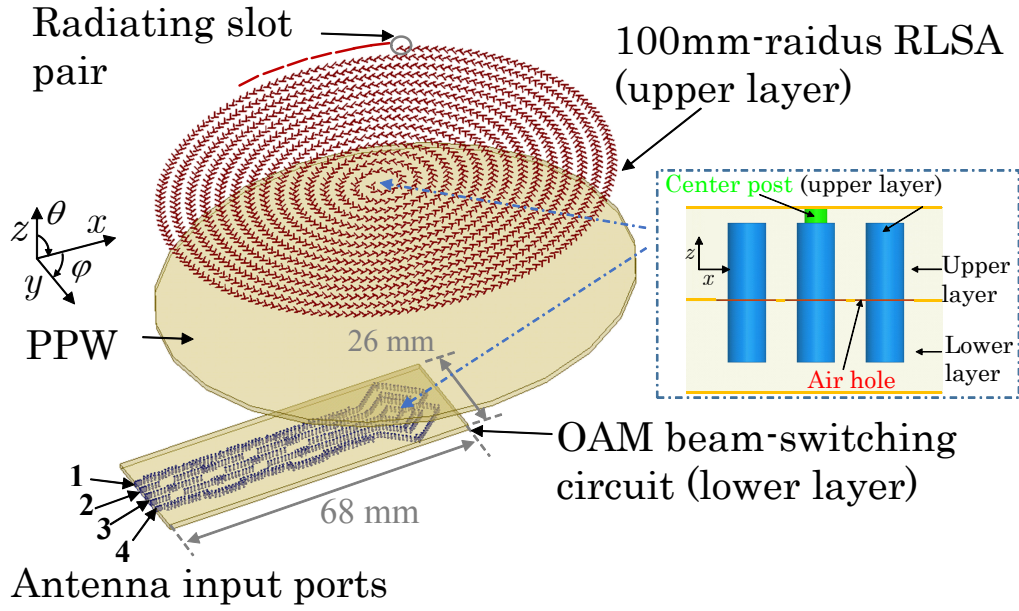 Radiating slot
pair
100mm-raidus RLSA
(upper layer)
Center post (upper layer)
z
x
Upper
layer
Lower
layer
Air hole
θ
z
x
y
φ
PPW
26 mm
OAM beam-switching
circuit (lower layer)
68 mm
1
2
3
4
Antenna input ports